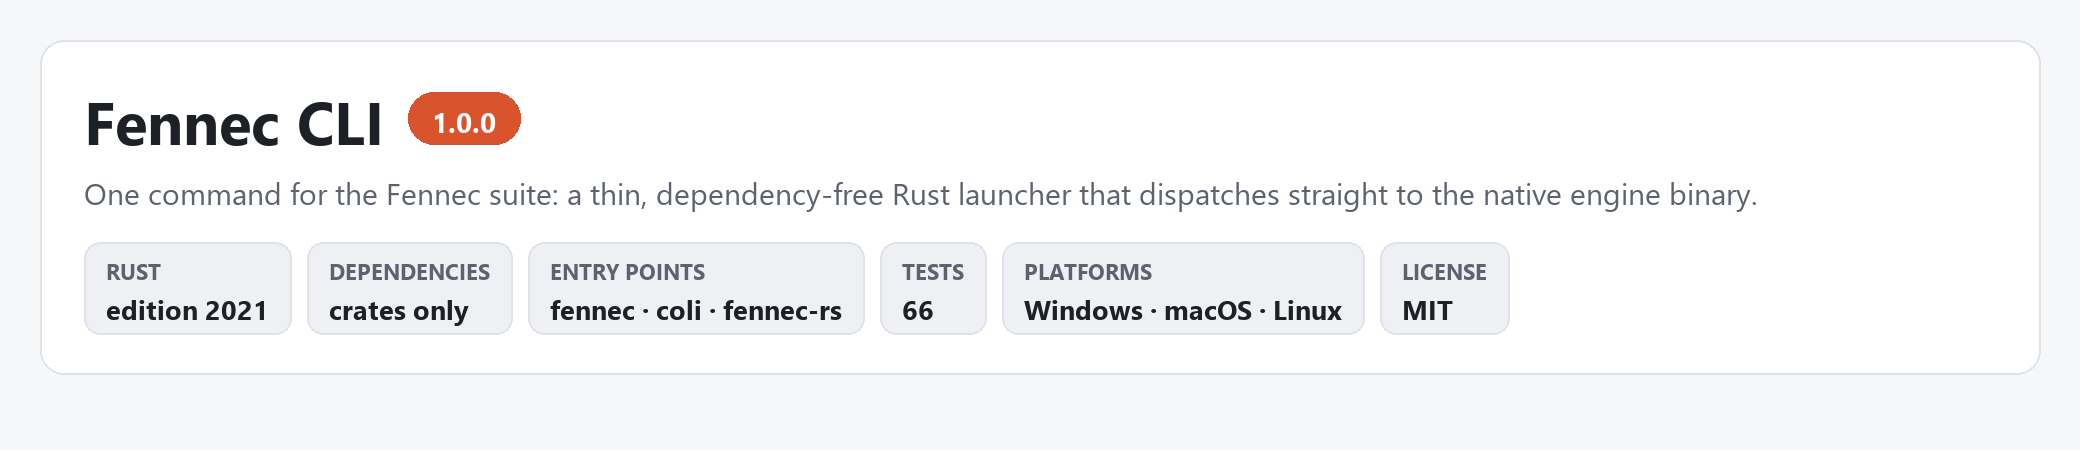 Fennec CLI 1.0.0
One command for the Fennec suite: a thin, dependency-free Rust launcher that dispatches straight to the native engine binary.
RUST DEPENDENCIES ENTRY POINTS TESTS PLATFORMS LICENSE
edition 2021 crates only fennec · coli · fennec-rs 66 Windows · macOS · Linux MIT